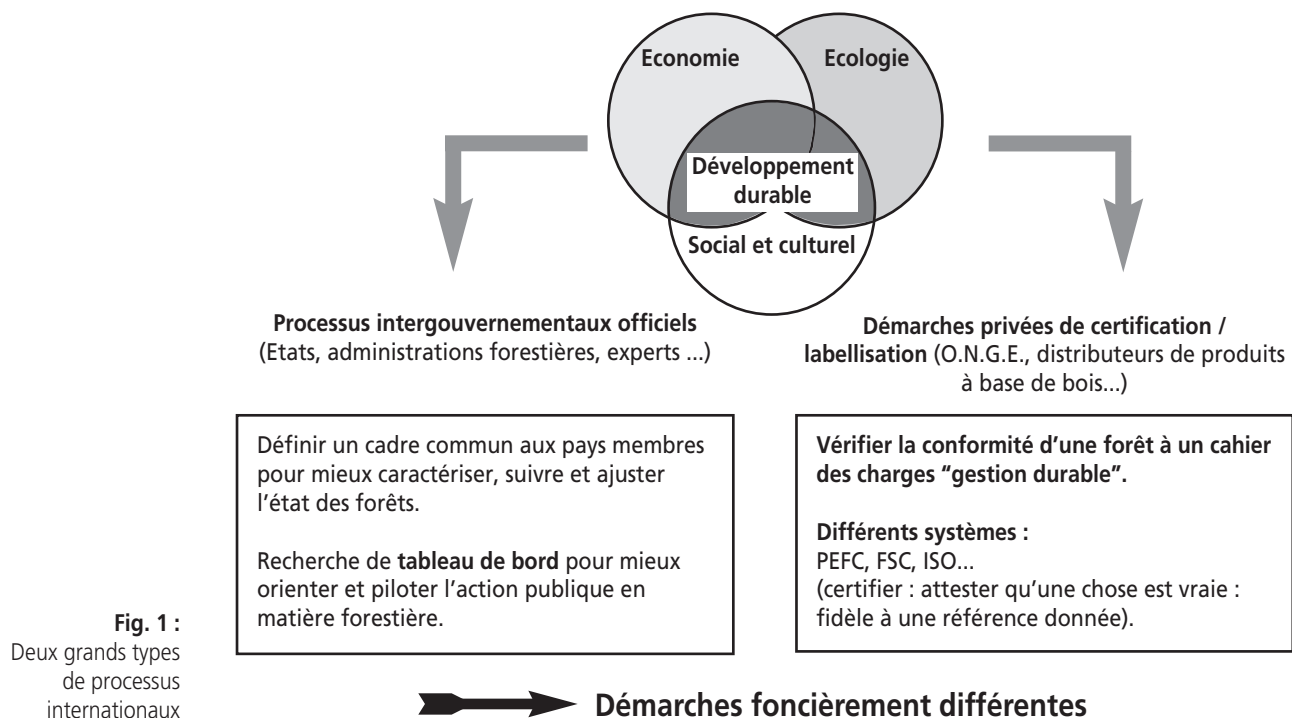 Economie
Ecologie
Développement
durable
Social et culturel
Processus intergouvernementaux officiels
(Etats, administrations forestières, experts ...)
Démarches privées de certification /
labellisation (O.N.G.E., distributeurs de produits
à base de bois...)
Définir un cadre commun aux pays membres
pour mieux caractériser, suivre et ajuster
l’état des forêts.
Recherche de tableau de bord pour mieux
orienter et piloter l’action publique en
matière forestière.
Vérifier la conformité d’une forêt à un cahier
des charges “gestion durable”.
Différents systèmes :
PEFC, FSC, ISO...
(certifier : attester qu’une chose est vraie :
fidèle à une référence donnée).
Fig. 1 :
Deux grands types
de processus
internationaux
Démarches foncièrement différentes